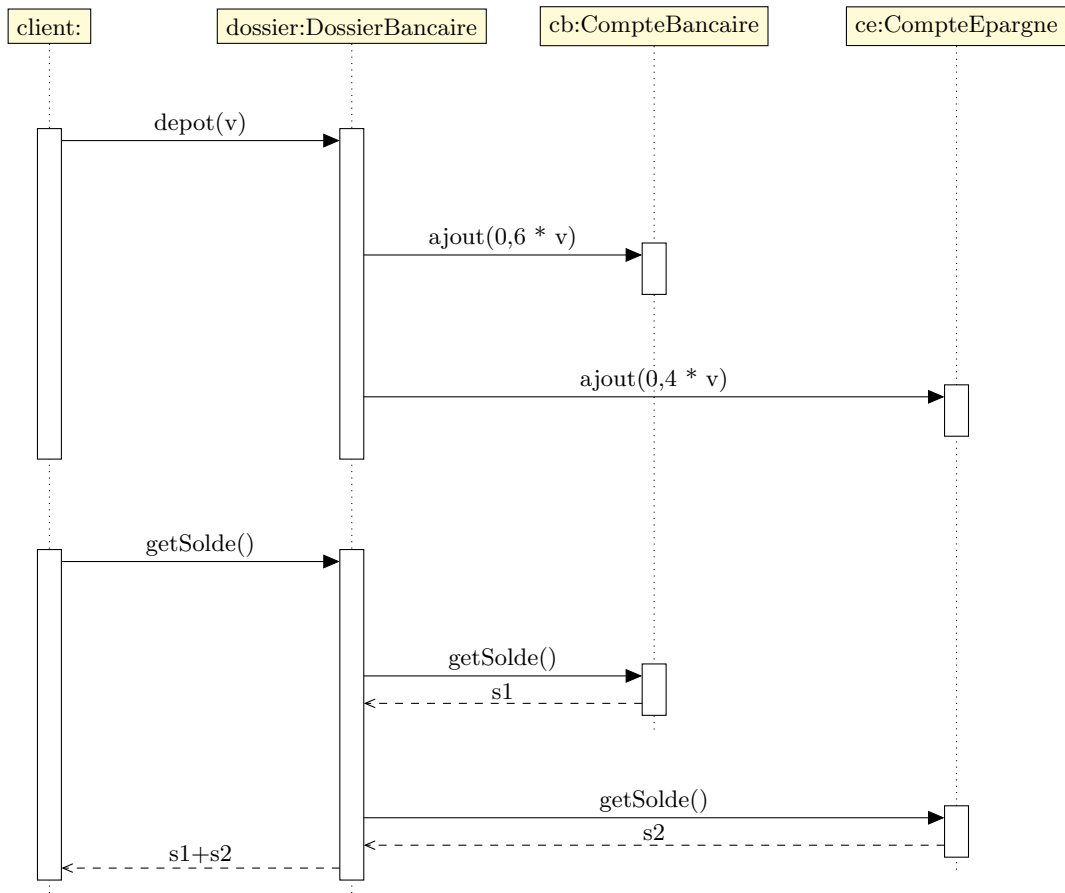 client:
dossier:DossierBancaire
cb:CompteBancaire
ce:CompteEpargne
depot(v)
ajout(0,6 * v)
ajout(0,4 * v)
getSolde()
getSolde()
s1
getSolde()
s2
s1+s2